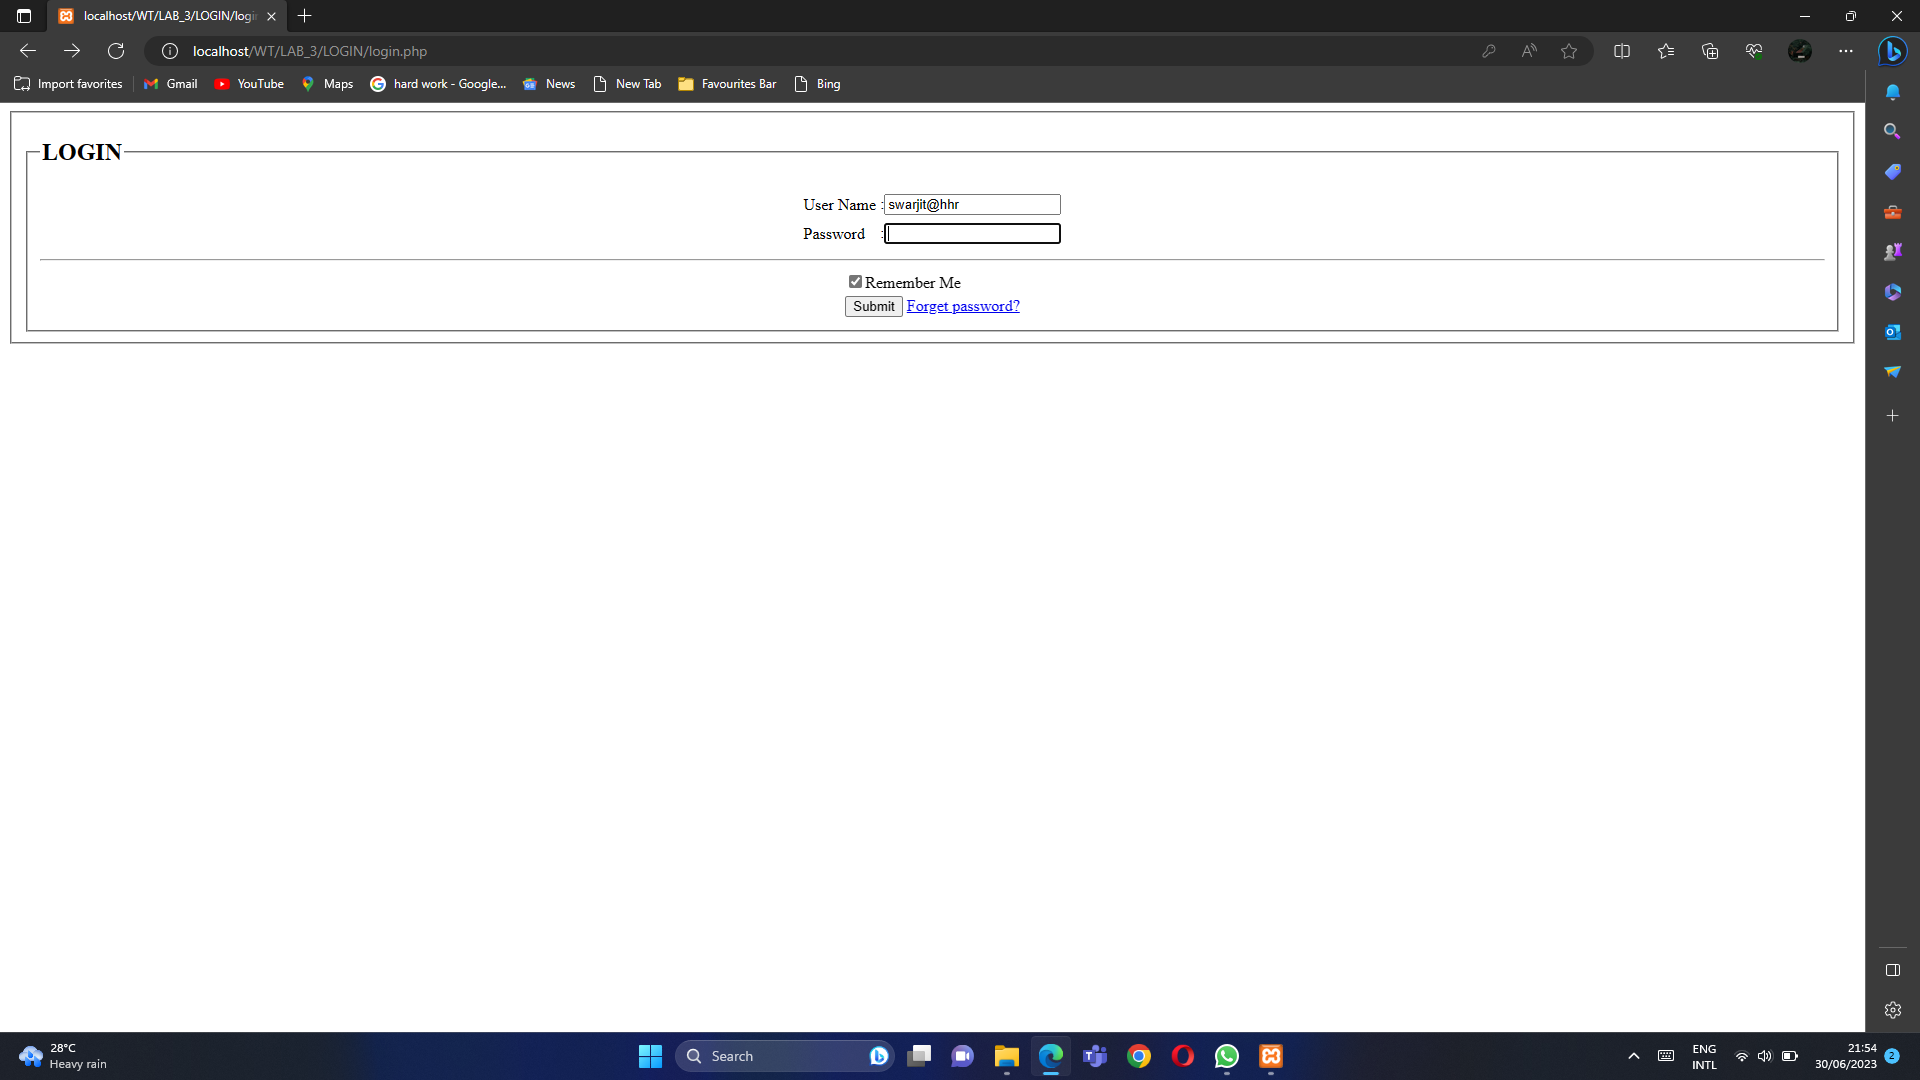 localhost/WT/LAB_3/LOGIN/logi
localhost/WT/LAB_3/LOGIN/login.php
Import favorites Gmail YouTube Maps hard work - Google... News New Tab Favourites Bar Bing
LOGIN
User Name : swarjit@hhr
Password :
Remember Me
Submit Forget password?
28°C
Heavy rain
Search
ENG
INTL
21:54
30/06/2023
2